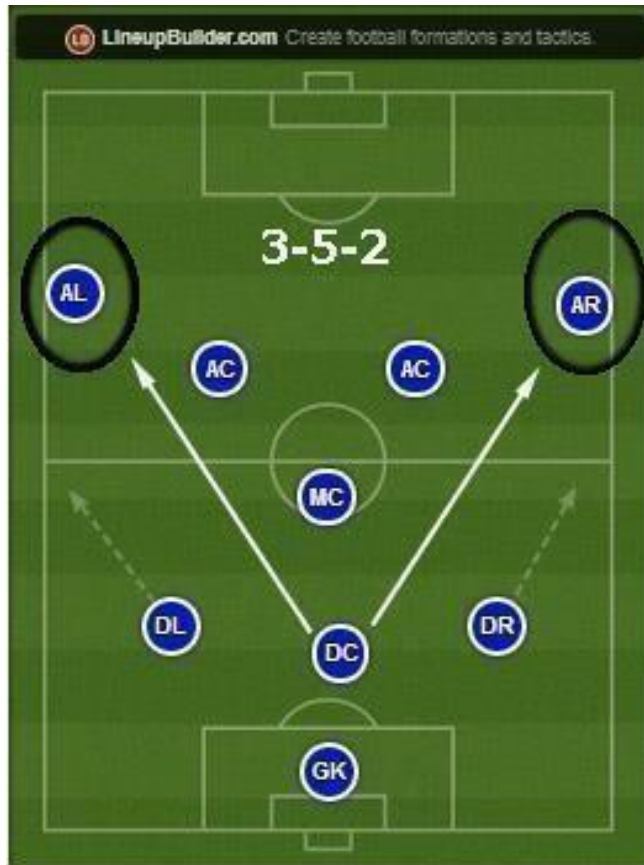 LB LineupBuilder.com Create football formations and tactics.
3-5-2
AL AR
AC AC
MC
DL DR
DC
GK